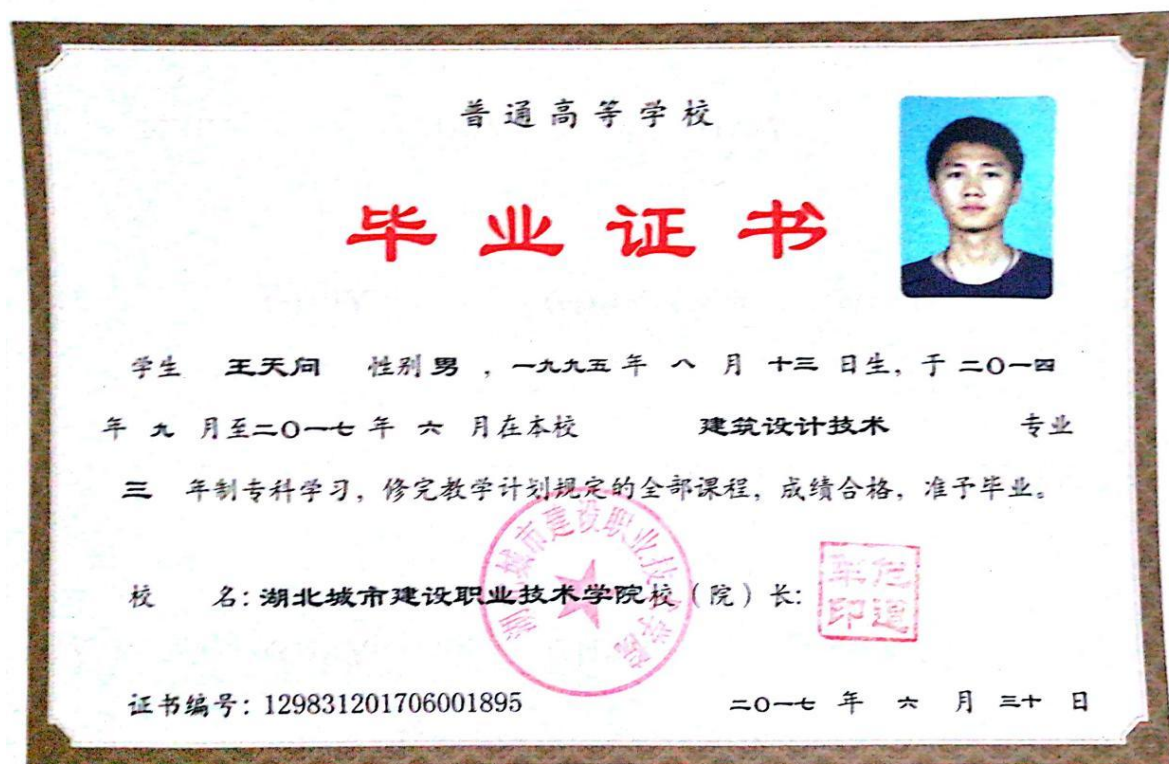 普通高等学校
毕业证书
学生 王天问 性别 男 ，一九九五 年 八 月 十三 日生，于 二〇一四
年 九 月至二〇一七 年 六 月在本校 建筑设计技术 专业
三 年制专科学习，修完教学计划规定的全部课程，成绩合格，准予毕业。
校 名：湖北城市建设职业技术学院校（院）长：
证书编号：129831201706001895 二〇一七 年 六 月 三十 日